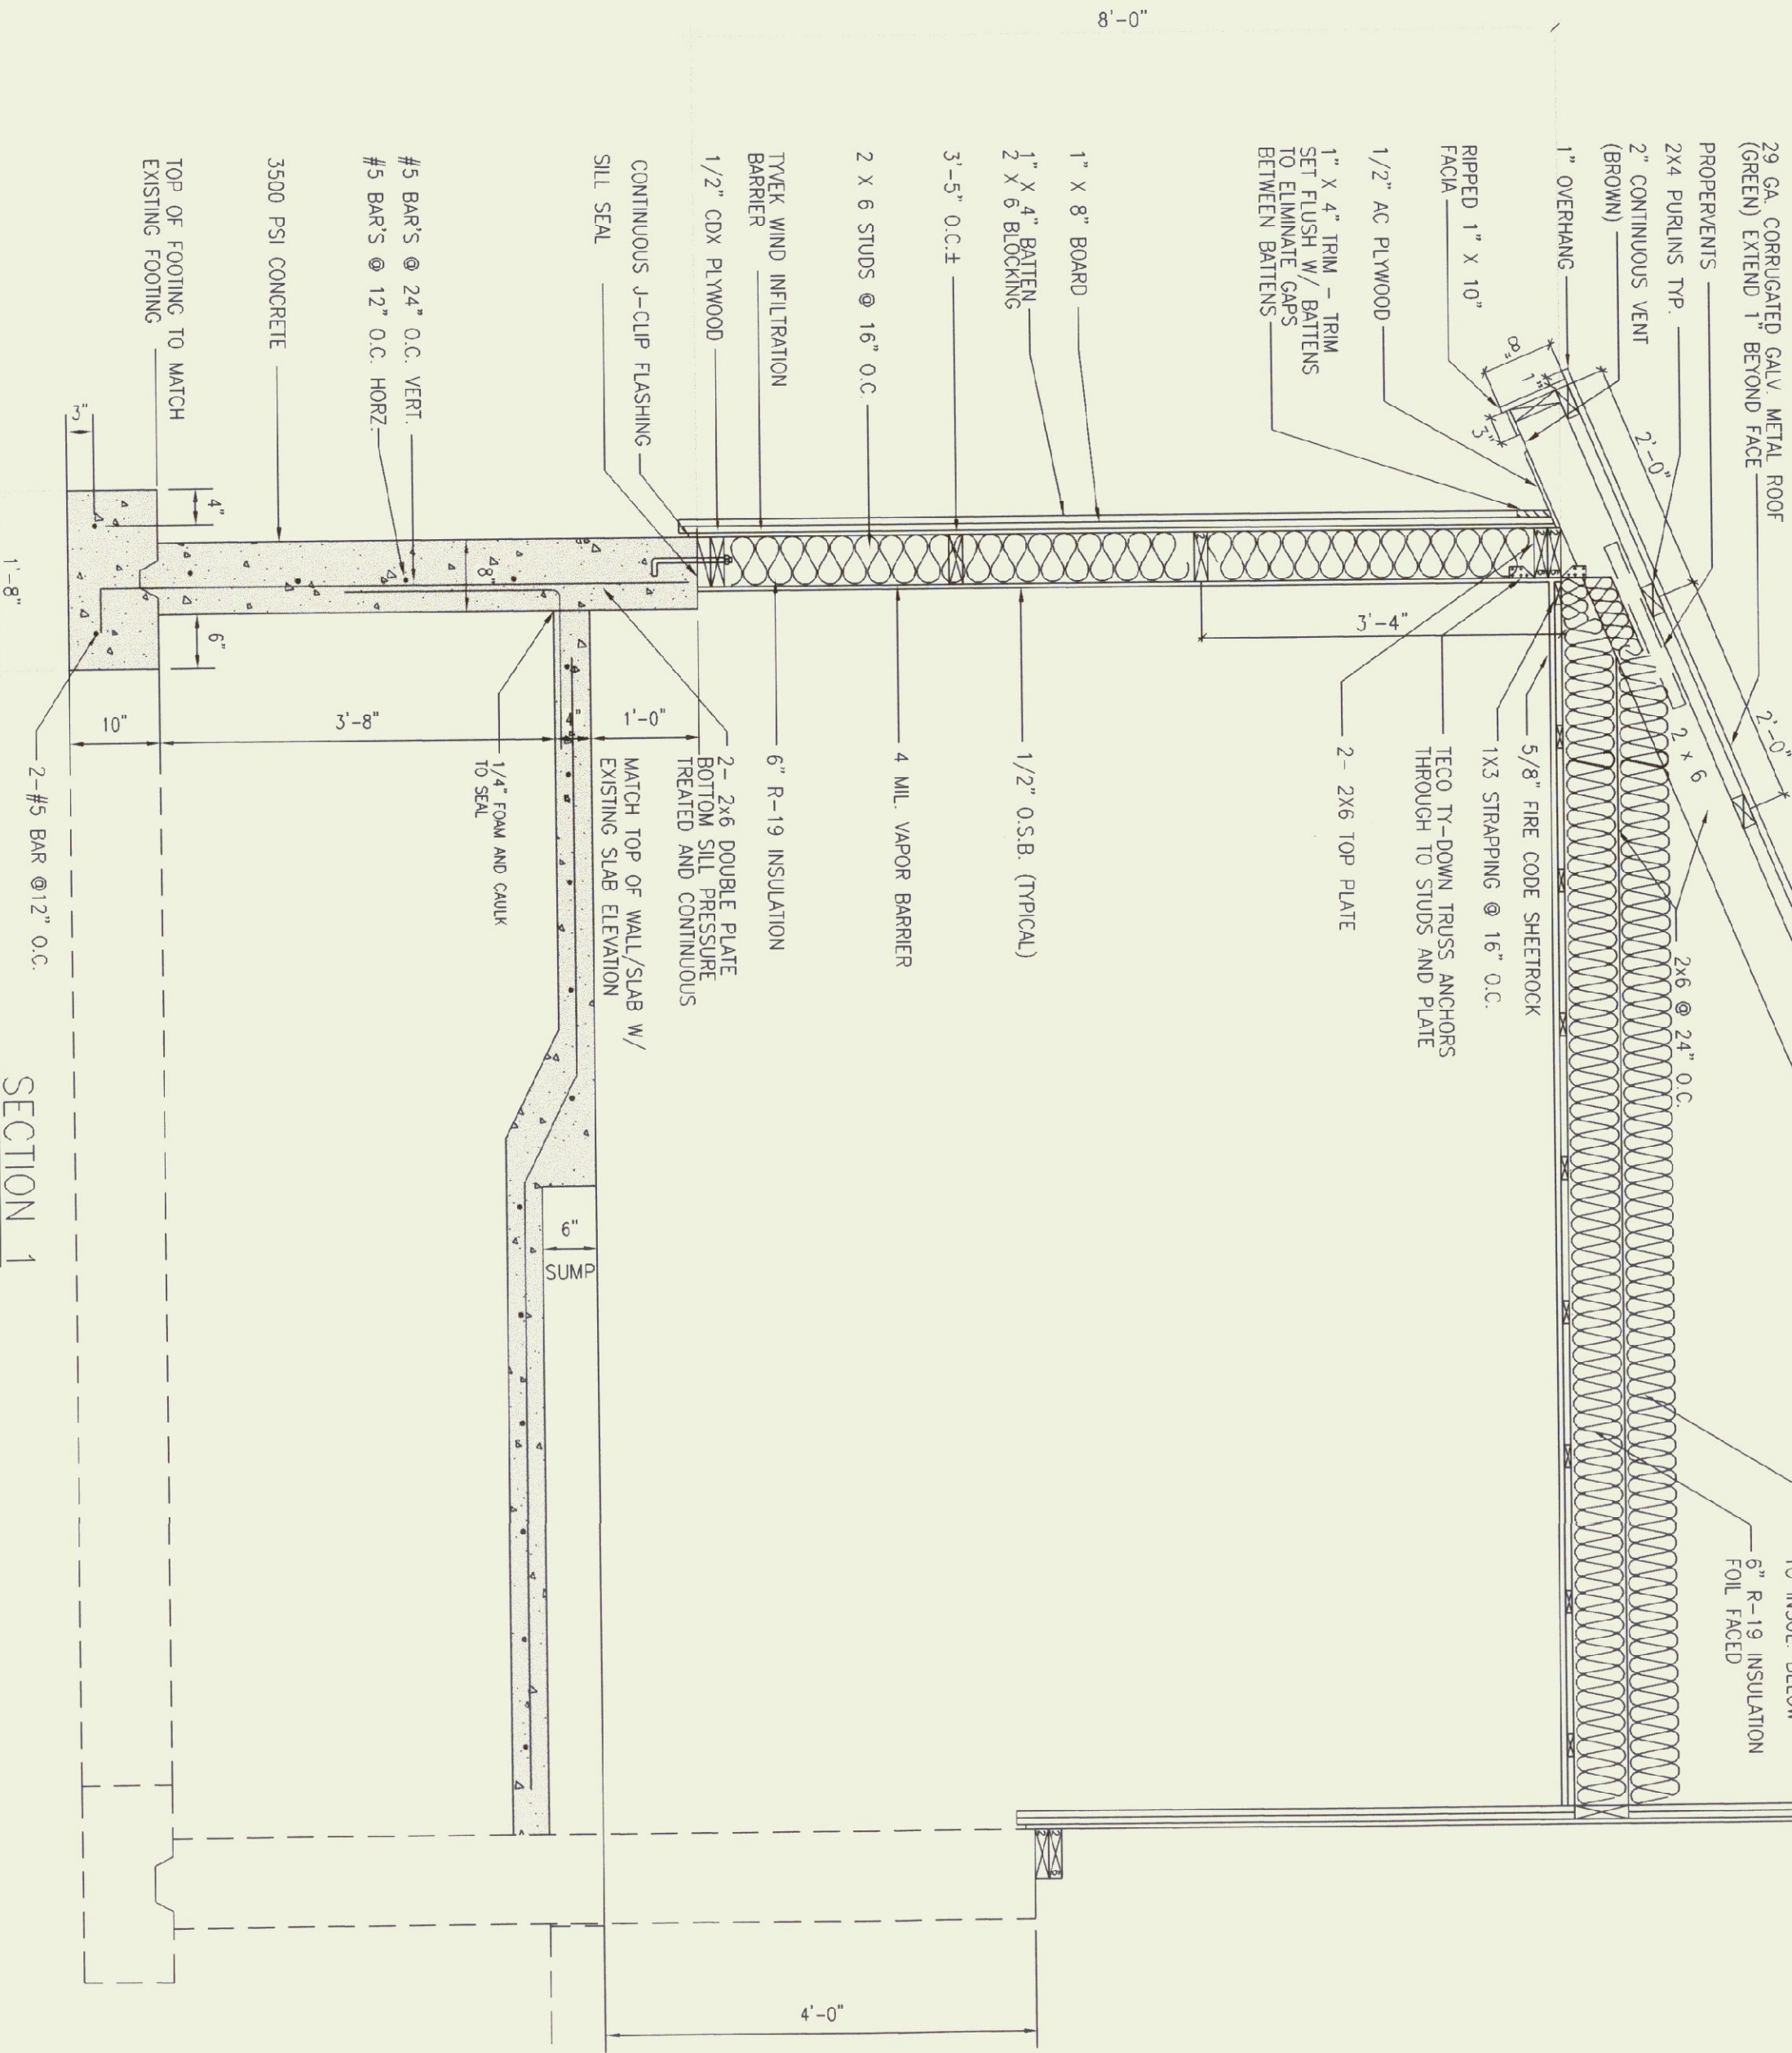 8'-0"
29 GA. CORRUGATED GALV. METAL ROOF
(GREEN) EXTEND 1" BEYOND FACE
PROPERVENTS
2X4 PURLINS TYP.
2" CONTINUOUS VENT
(BROWN)
1" OVERHANG
RIPPED 1" X 10"
FACIA
1/2" AC PLYWOOD
1" X 4" TRIM – TRIM
SET FLUSH W/ BATTENS
TO ELIMINATE GAPS
BETWEEN BATTENS
1" X 8" BOARD
1" X 4" BATTEN
2 X 6 BLOCKING
3'-5" O.C.±
2 X 6 STUDS @ 16" O.C.
TYVEK WIND INFILTRATION
BARRIER
1/2" CDX PLYWOOD
CONTINUOUS J-CLIP FLASHING
SILL SEAL
#5 BAR'S @ 24" O.C. VERT.
#5 BAR'S @ 12" O.C. HORZ.
3500 PSI CONCRETE
TOP OF FOOTING TO MATCH
EXISTING FOOTING
8"
1"
3"
2'-0"
2'-0"
2 x 6
2x6 @ 24" O.C.
6" R-19 INSULATION
FOIL FACED
5/8" FIRE CODE SHEETROCK
1X3 STRAPPING @ 16" O.C.
TECO TY-DOWN TRUSS ANCHORS
THROUGH TO STUDS AND PLATE
2- 2X6 TOP PLATE
3'-4"
1/2" O.S.B. (TYPICAL)
4 MIL. VAPOR BARRIER
6" R-19 INSULATION
2- 2x6 DOUBLE PLATE
BOTTOM SILL PRESSURE
TREATED AND CONTINUOUS
MATCH TOP OF WALL/SLAB W/
EXISTING SLAB ELEVATION
1/4" FOAM AND CAULK
TO SEAL
1'-0"
4"
3'-8"
10"
8"
4"
6"
3"
2-#5 BAR @12" O.C.
6"
SUMP
4'-0"
1'-8"
SECTION 1